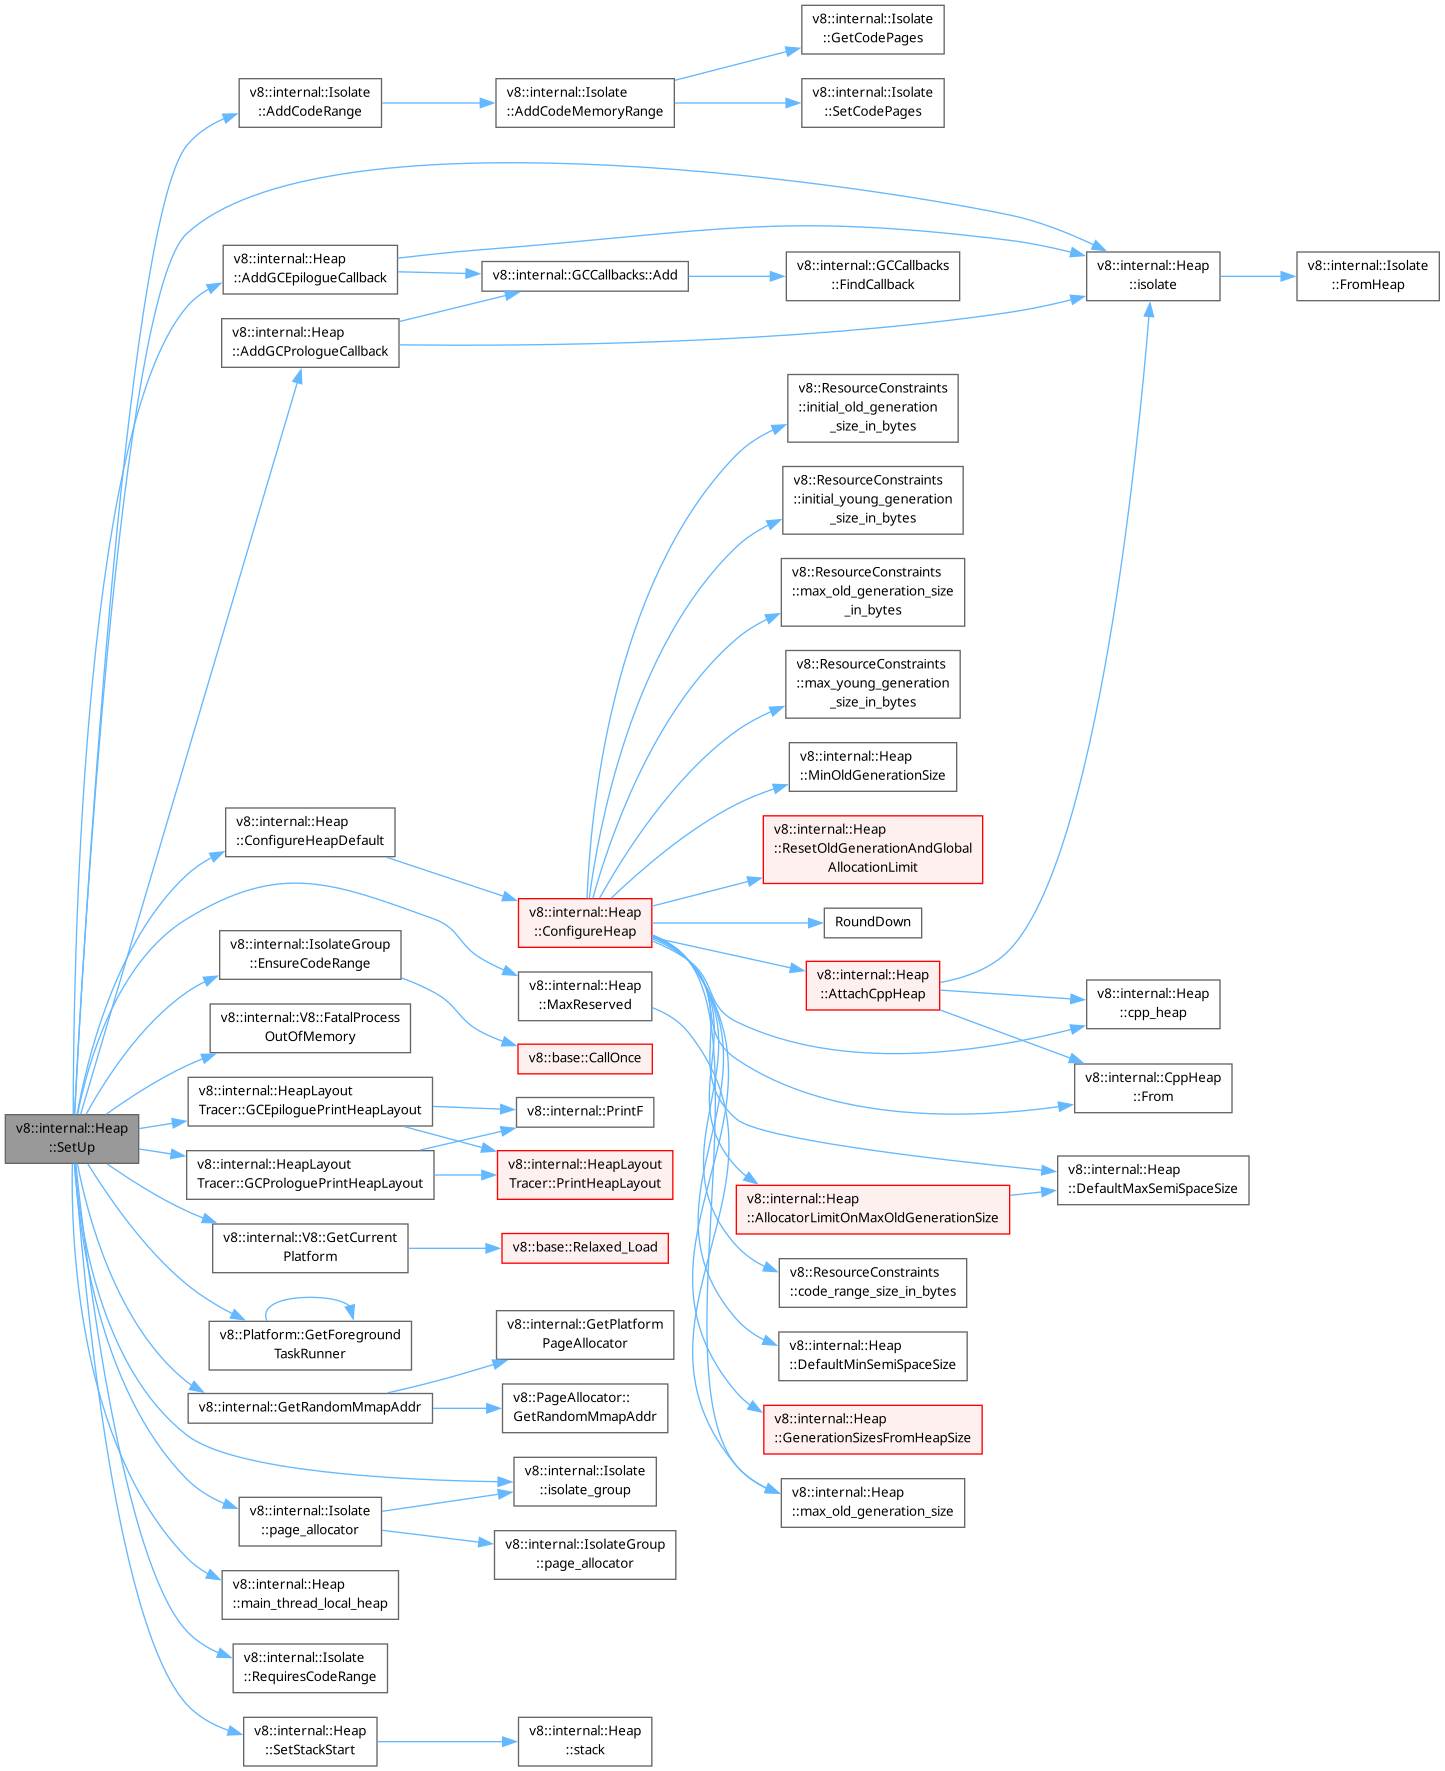 v8::internal::Isolate
::GetCodePages
v8::internal::Isolate
::AddCodeRange
v8::internal::Isolate
::AddCodeMemoryRange
v8::internal::Isolate
::SetCodePages
v8::internal::Heap
::AddGCEpilogueCallback
v8::internal::GCCallbacks::Add
v8::internal::GCCallbacks
::FindCallback
v8::internal::Heap
::isolate
v8::internal::Isolate
::FromHeap
v8::internal::Heap
::AddGCPrologueCallback
v8::ResourceConstraints
::initial_old_generation
_size_in_bytes
v8::ResourceConstraints
::initial_young_generation
_size_in_bytes
v8::ResourceConstraints
::max_old_generation_size
_in_bytes
v8::ResourceConstraints
::max_young_generation
_size_in_bytes
v8::internal::Heap
::MinOldGenerationSize
v8::internal::Heap
::ConfigureHeapDefault
v8::internal::Heap
::ResetOldGenerationAndGlobal
AllocationLimit
v8::internal::Heap
::ConfigureHeap
RoundDown
v8::internal::IsolateGroup
::EnsureCodeRange
v8::internal::Heap
::MaxReserved
v8::internal::Heap
::AttachCppHeap
v8::internal::Heap
::cpp_heap
v8::internal::V8::FatalProcess
OutOfMemory
v8::base::CallOnce
v8::internal::CppHeap
::From
v8::internal::HeapLayout
Tracer::GCEpiloguePrintHeapLayout
v8::internal::PrintF
v8::internal::Heap
::SetUp
v8::internal::HeapLayout
Tracer::GCProloguePrintHeapLayout
v8::internal::HeapLayout
Tracer::PrintHeapLayout
v8::internal::Heap
::DefaultMaxSemiSpaceSize
v8::internal::Heap
::AllocatorLimitOnMaxOldGenerationSize
v8::internal::V8::GetCurrent
Platform
v8::base::Relaxed_Load
v8::ResourceConstraints
::code_range_size_in_bytes
v8::Platform::GetForeground
TaskRunner
v8::internal::GetPlatform
PageAllocator
v8::internal::Heap
::DefaultMinSemiSpaceSize
v8::internal::GetRandomMmapAddr
v8::PageAllocator::
GetRandomMmapAddr
v8::internal::Heap
::GenerationSizesFromHeapSize
v8::internal::Isolate
::isolate_group
v8::internal::Heap
::max_old_generation_size
v8::internal::Isolate
::page_allocator
v8::internal::IsolateGroup
::page_allocator
v8::internal::Heap
::main_thread_local_heap
v8::internal::Isolate
::RequiresCodeRange
v8::internal::Heap
::SetStackStart
v8::internal::Heap
::stack